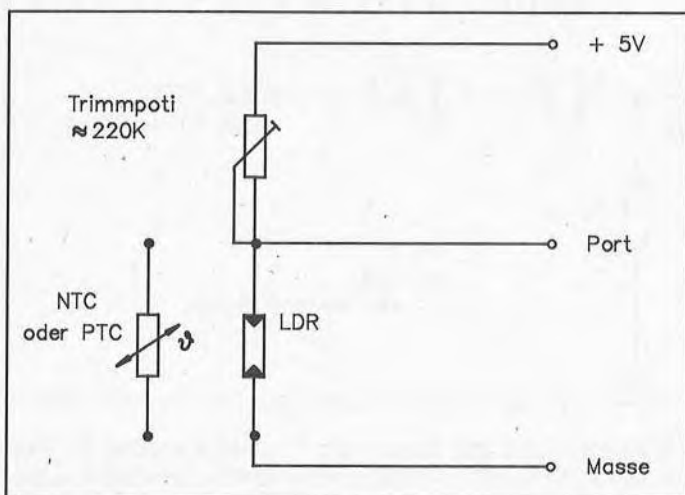 + 5V
Trimmpoti
≈ 220K
Port
NTC
oder PTC
ϑ
LDR
Masse